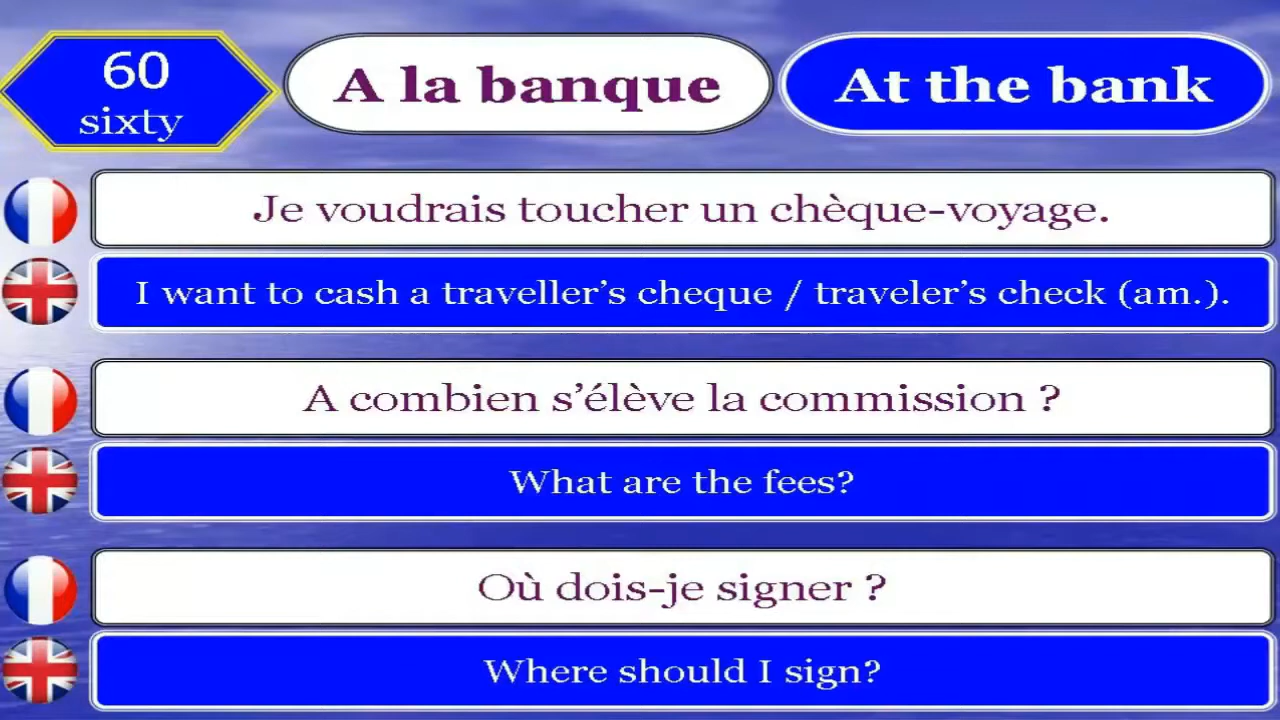 60
sixty
A la banque
At the bank
Je voudrais toucher un chèque-voyage.
I want to cash a traveller’s cheque / traveler’s check (am.).
A combien s’élève la commission ?
What are the fees?
Où dois-je signer ?
Where should I sign?